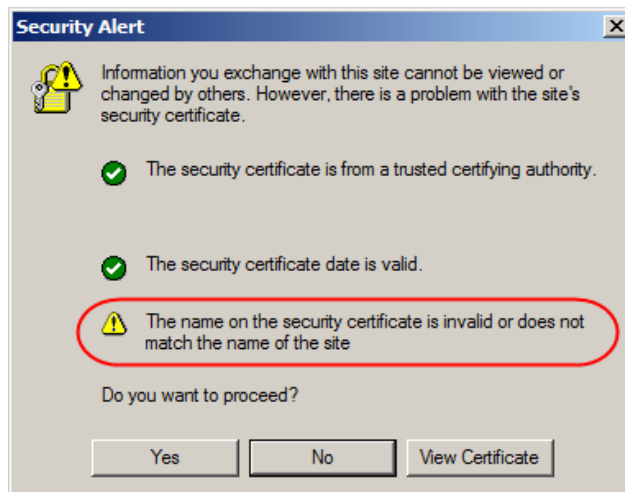 Security Alert
Information you exchange with this site cannot be viewed or
changed by others. However, there is a problem with the site's
security certificate.
The security certificate is from a trusted certifying authority.
The security certificate date is valid.
The name on the security certificate is invalid or does not
match the name of the site
Do you want to proceed?
Yes
No
View Certificate